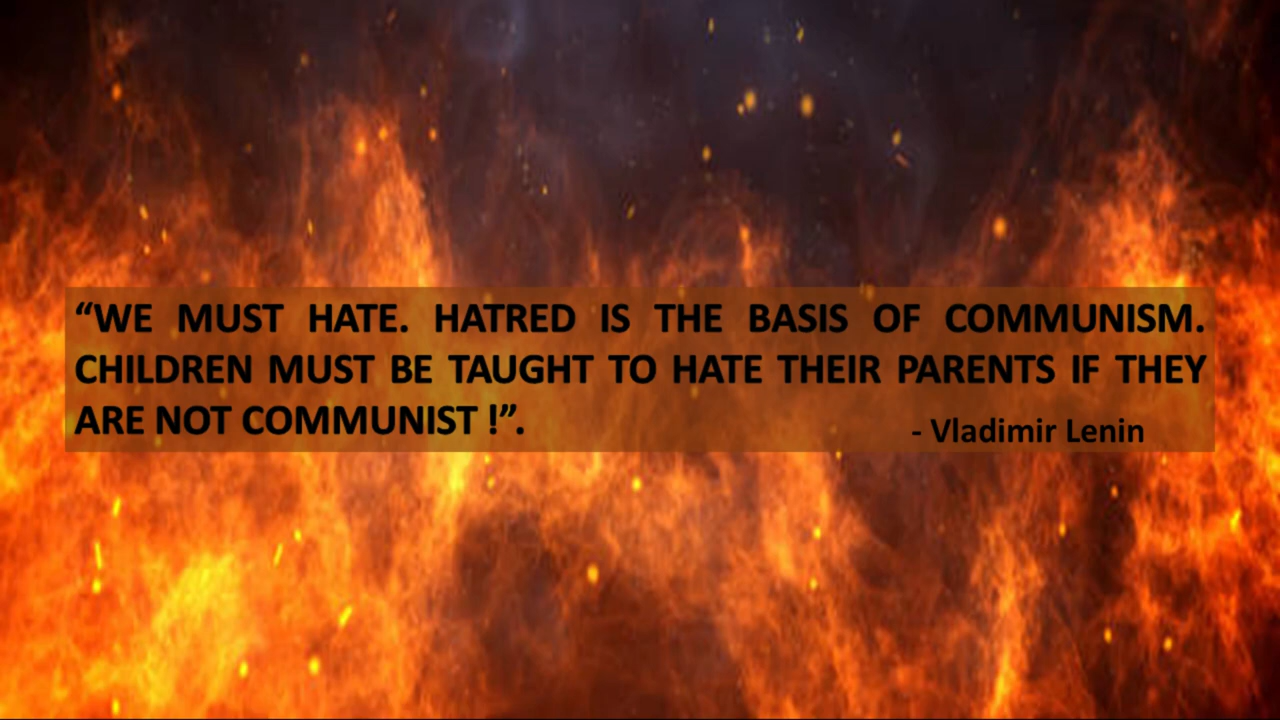 “WE MUST HATE. HATRED IS THE BASIS OF COMMUNISM.
CHILDREN MUST BE TAUGHT TO HATE THEIR PARENTS IF THEY
ARE NOT COMMUNIST !”.
- Vladimir Lenin